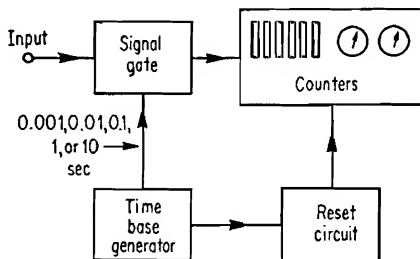 Input
Signal
gate
Counters
0.001,0.01,0.1,
1, or 10
sec
Time
base
generator
Reset
circuit